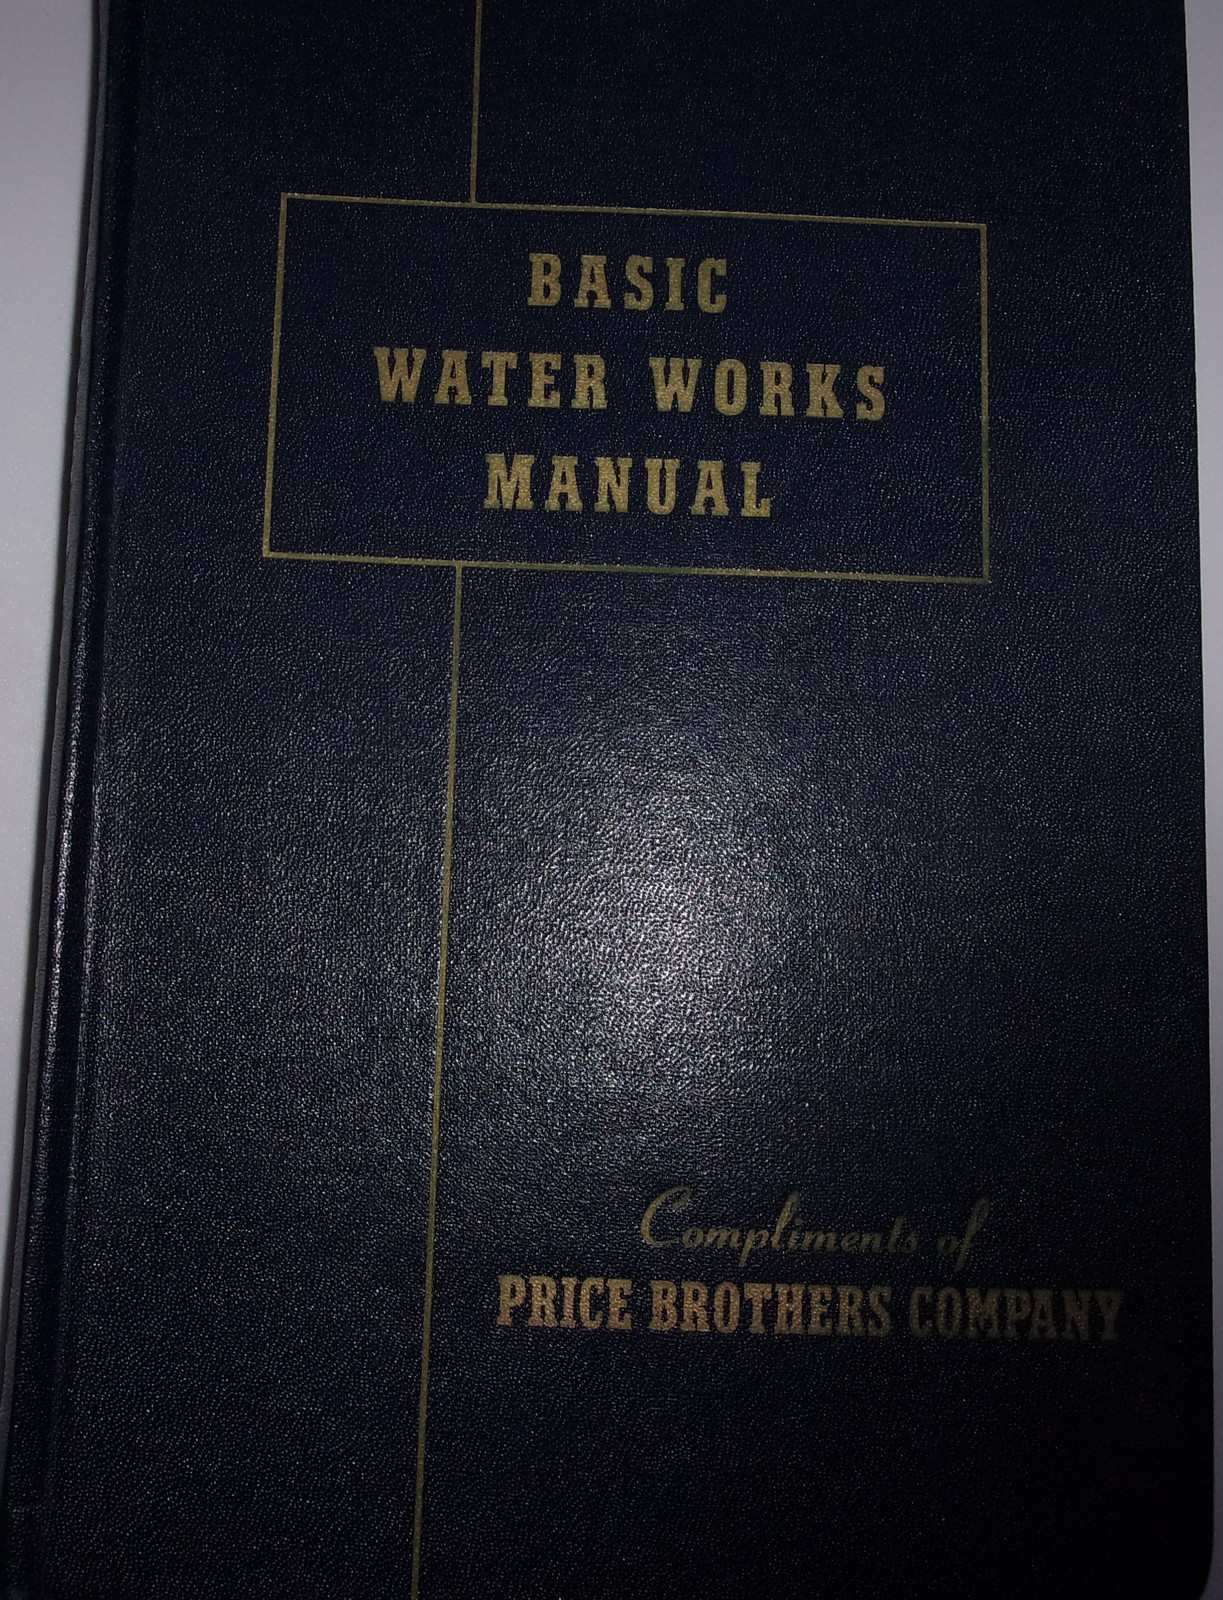 BASIC
WATER WORKS
MANUAL
Compliments of
PRICE BROTHERS COMPANY